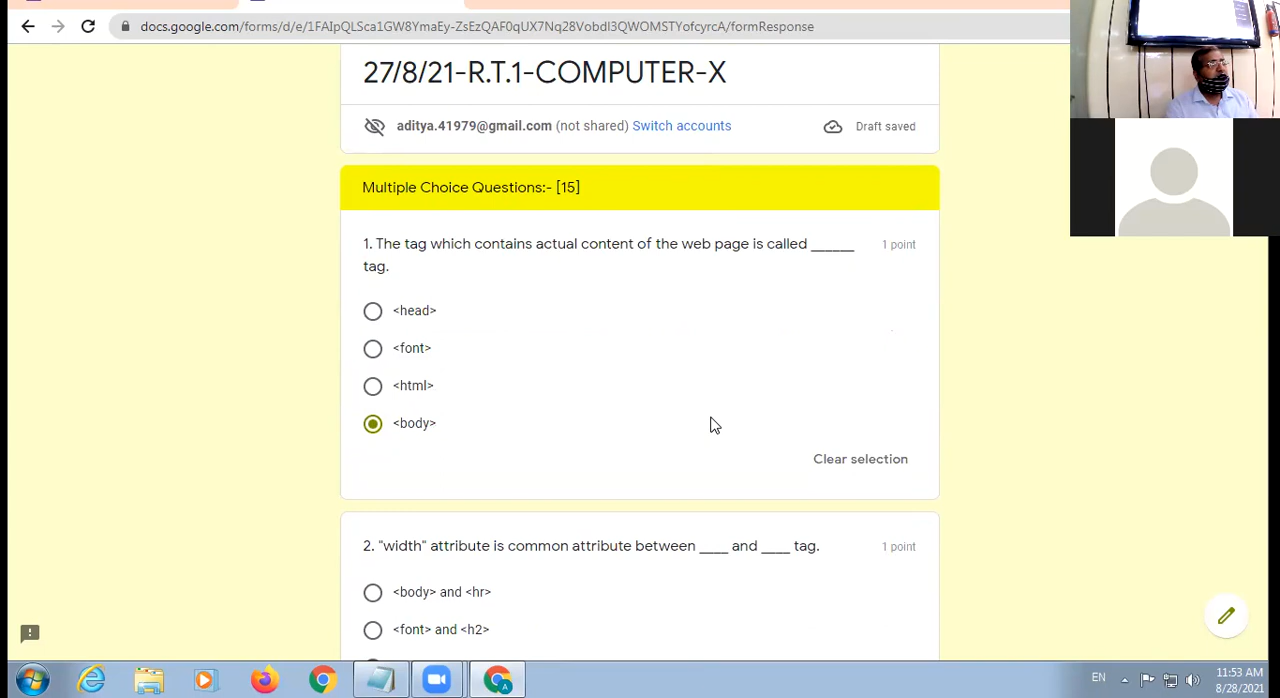 docs.google.com/forms/d/e/1FAIpQLSca1GW8YmaEy-ZsEzQAF0qUX7Nq28Vobdl3QWOMSTYofcyrcA/formResponse
27/8/21-R.T.1-COMPUTER-X
aditya.41979@gmail.com (not shared) Switch accounts
Draft saved
Multiple Choice Questions:- [15]
1. The tag which contains actual content of the web page is called ______
1 point
tag.
<head>
<font>
<html>
<body>
Clear selection
2. "width" attribute is common attribute between ____ and ____ tag.
1 point
<body> and <hr>
<font> and <h2>
EN
11:53 AM
8/28/2021